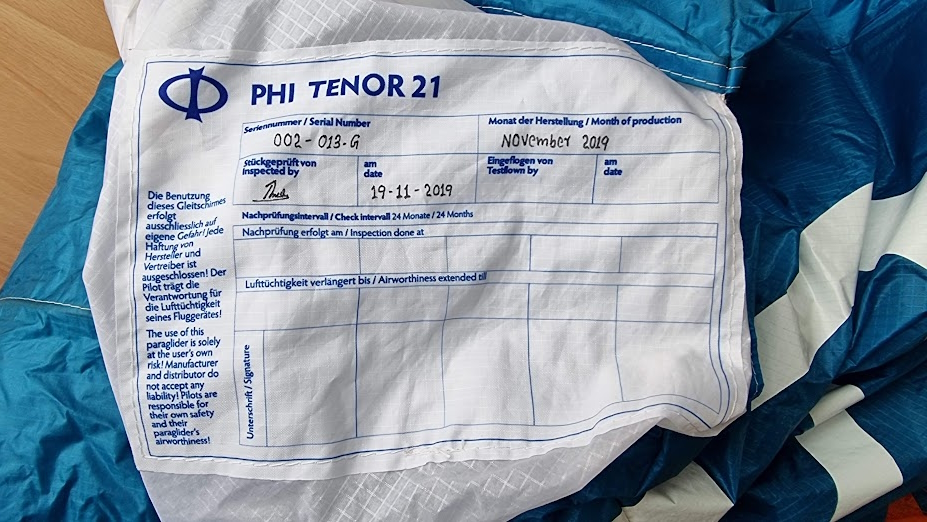 PHI TENOR 21
Seriennummer / Serial Number
002-013-G
Monat der Herstellung / Month of production
November 2019
Stückgeprüft von
Inspected by
am
date
19-11-2019
Eingeflogen von
Testflown by
am
date
Nachprüfungsintervall / Check intervall 24 Monate / 24 Months
Nachprüfung erfolgt am / Inspection done at
Lufttüchtigkeit verlängert bis / Airworthiness extended till
Unterschrift / Signature
Die Benutzung
dieses Gleitschirmes
erfolgt
ausschliesslich auf
eigene Gefahr! Jede
Haftung von
Hersteller und
Vertreiber ist
ausgeschlossen! Der
Pilot trägt die
Verantwortung für
die Lufttüchtigkeit
seines Fluggerätes!
The use of this
paraglider is solely
at the user's own
risk! Manufacturer
and distributor do
not accept any
liability! Pilots are
responsible for
their own safety
and their
paraglider's
airworthiness!